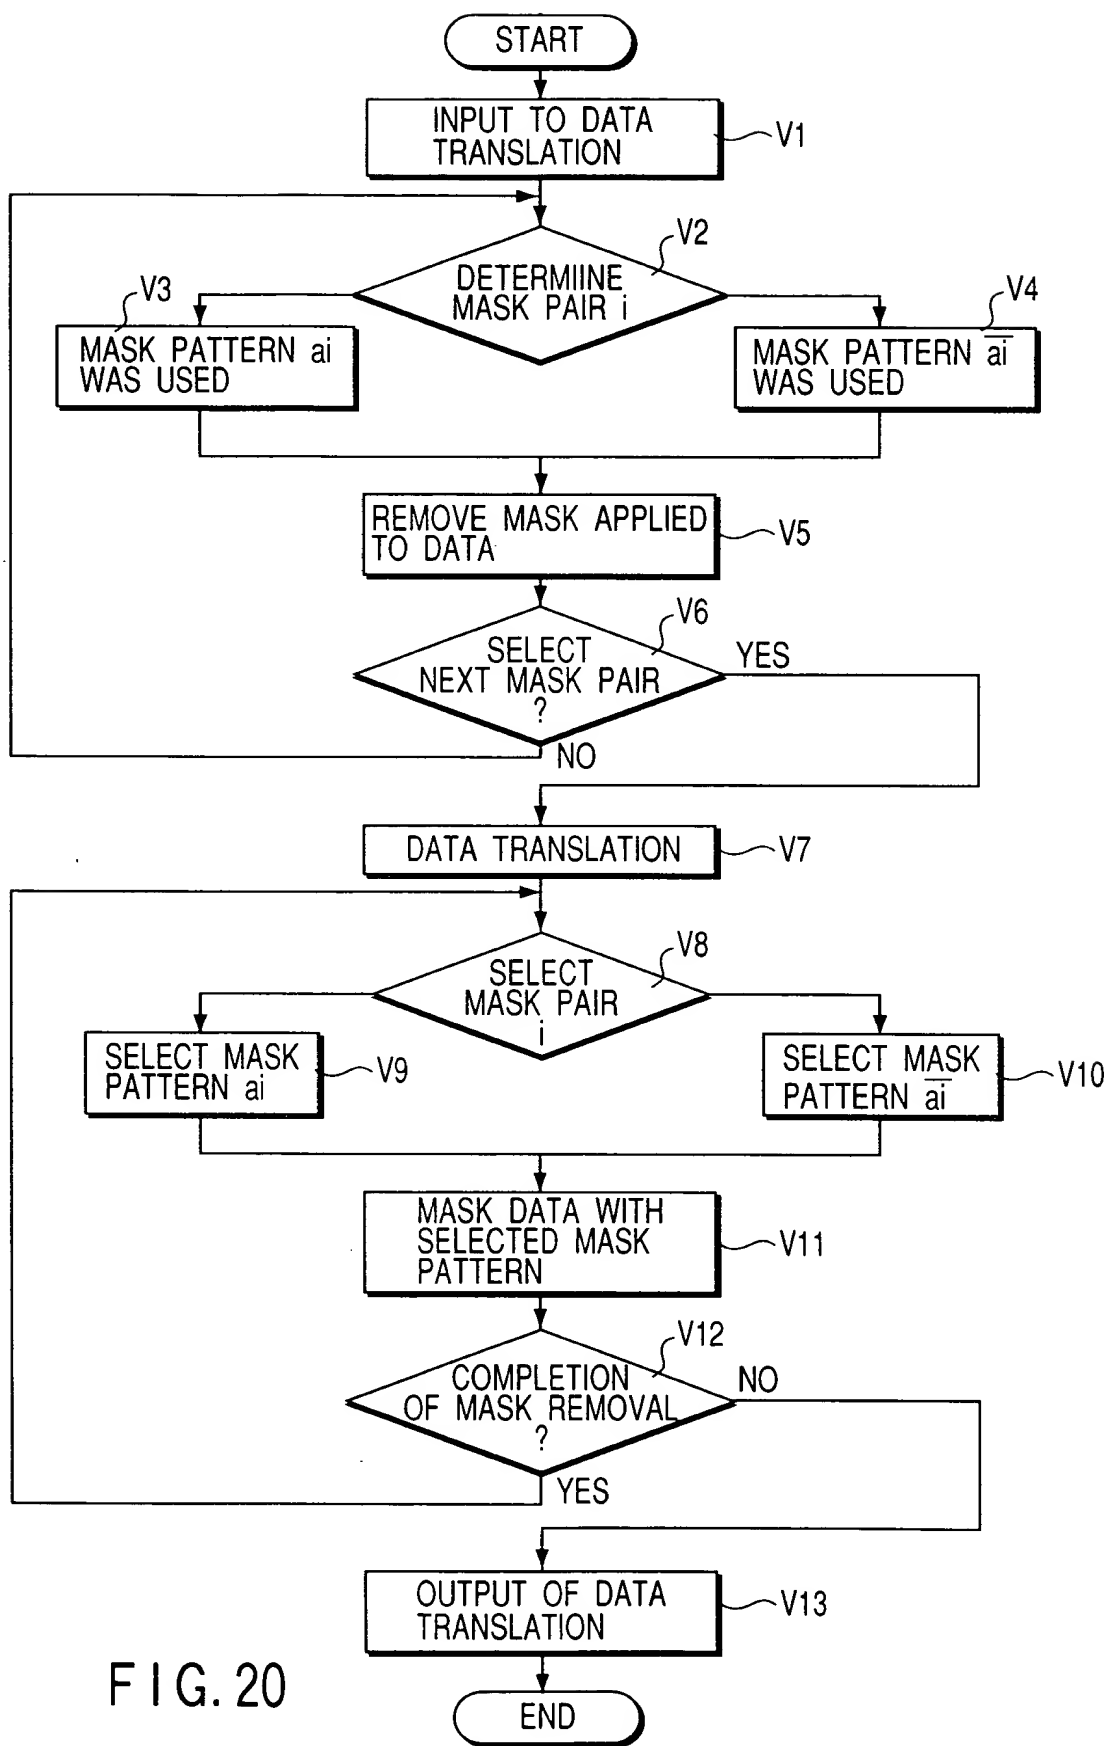 START
INPUT TO DATA
TRANSLATION
V1
DETERMIINE
MASK PAIR i
V2
V3
MASK PATTERN ai
WAS USED
V4
MASK PATTERN a̅i̅
WAS USED
REMOVE MASK APPLIED
TO DATA
V5
SELECT
NEXT MASK PAIR
?
V6
YES
NO
DATA TRANSLATION
V7
SELECT
MASK PAIR
i
V8
SELECT MASK
PATTERN ai
V9
SELECT MASK
PATTERN a̅i̅
V10
MASK DATA WITH
SELECTED MASK
PATTERN
V11
COMPLETION
OF MASK REMOVAL
?
V12
NO
YES
OUTPUT OF DATA
TRANSLATION
V13
END
FIG. 20